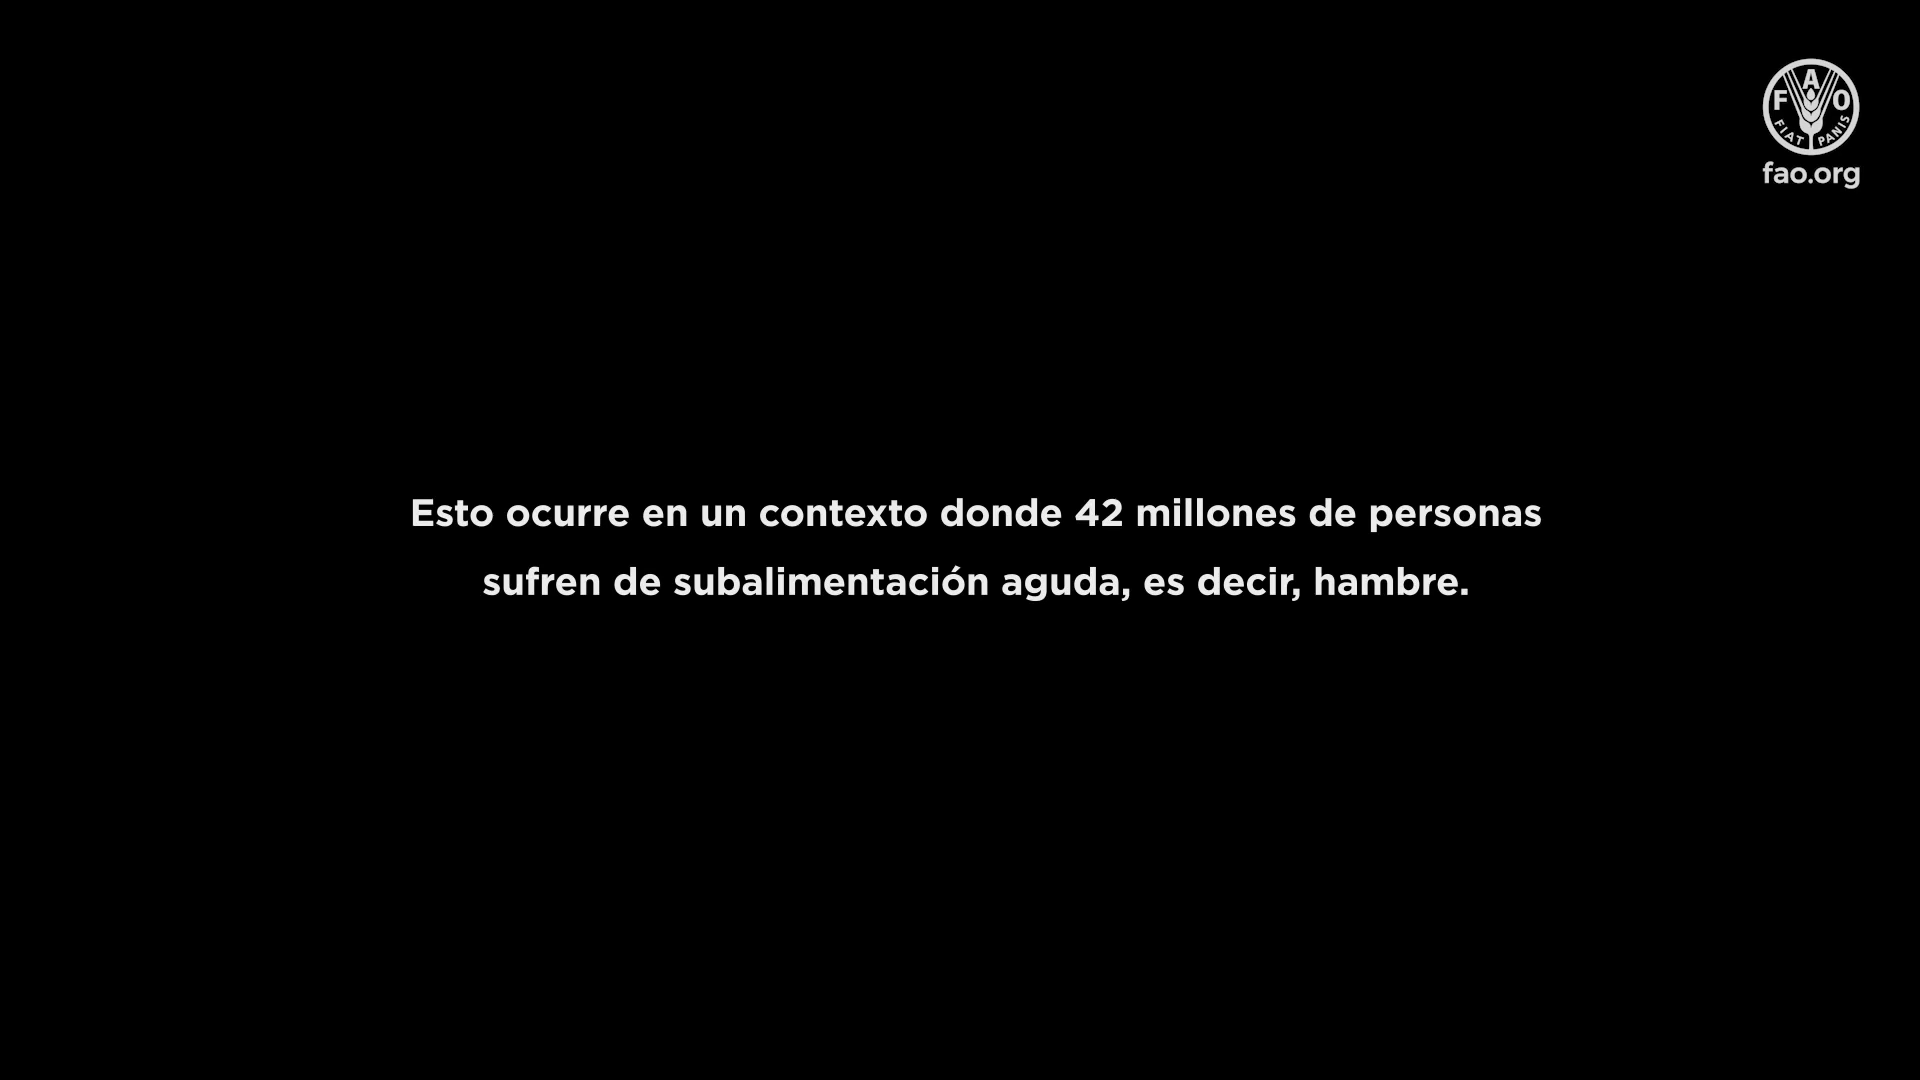 FAO
FIAT PANIS
fao.org
Esto ocurre en un contexto donde 42 millones de personas
sufren de subalimentación aguda, es decir, hambre.